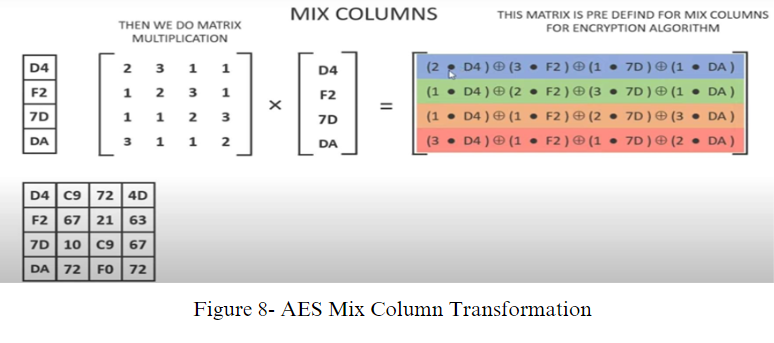 MIX COLUMNS
THEN WE DO MATRIX
MULTIPLICATION
THIS MATRIX IS PRE DEFIND FOR MIX COLUMNS
FOR ENCRYPTION ALGORITHM
D4
F2
7D
DA
2 3 1 1
1 2 3 1
1 1 2 3
3 1 1 2
×
D4
F2
7D
DA
=
(2 • D4 ) ⊕ (3 • F2 ) ⊕ (1 • 7D ) ⊕ (1 • DA )
(1 • D4 ) ⊕ (2 • F2 ) ⊕ (3 • 7D ) ⊕ (1 • DA )
(1 • D4 ) ⊕ (1 • F2 ) ⊕ (2 • 7D ) ⊕ (3 • DA )
(3 • D4 ) ⊕ (1 • F2 ) ⊕ (1 • 7D ) ⊕ (2 • DA )
D4 C9 72 4D
F2 67 21 63
7D 10 C9 67
DA 72 F0 72
Figure 8- AES Mix Column Transformation